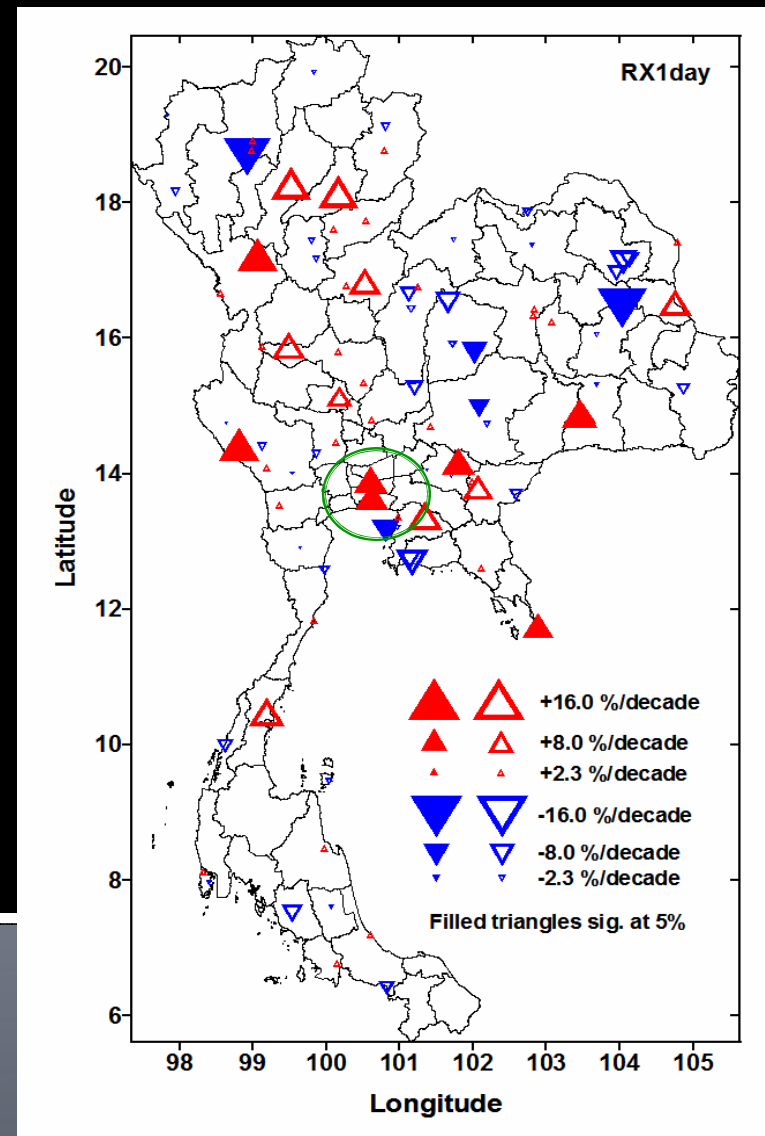 RX1day
20
18
16
14
12
10
8
6
Latitude
+16.0 %/decade
+8.0 %/decade
+2.3 %/decade
-16.0 %/decade
-8.0 %/decade
-2.3 %/decade
Filled triangles sig. at 5%
98 99 100 101 102 103 104 105
Longitude